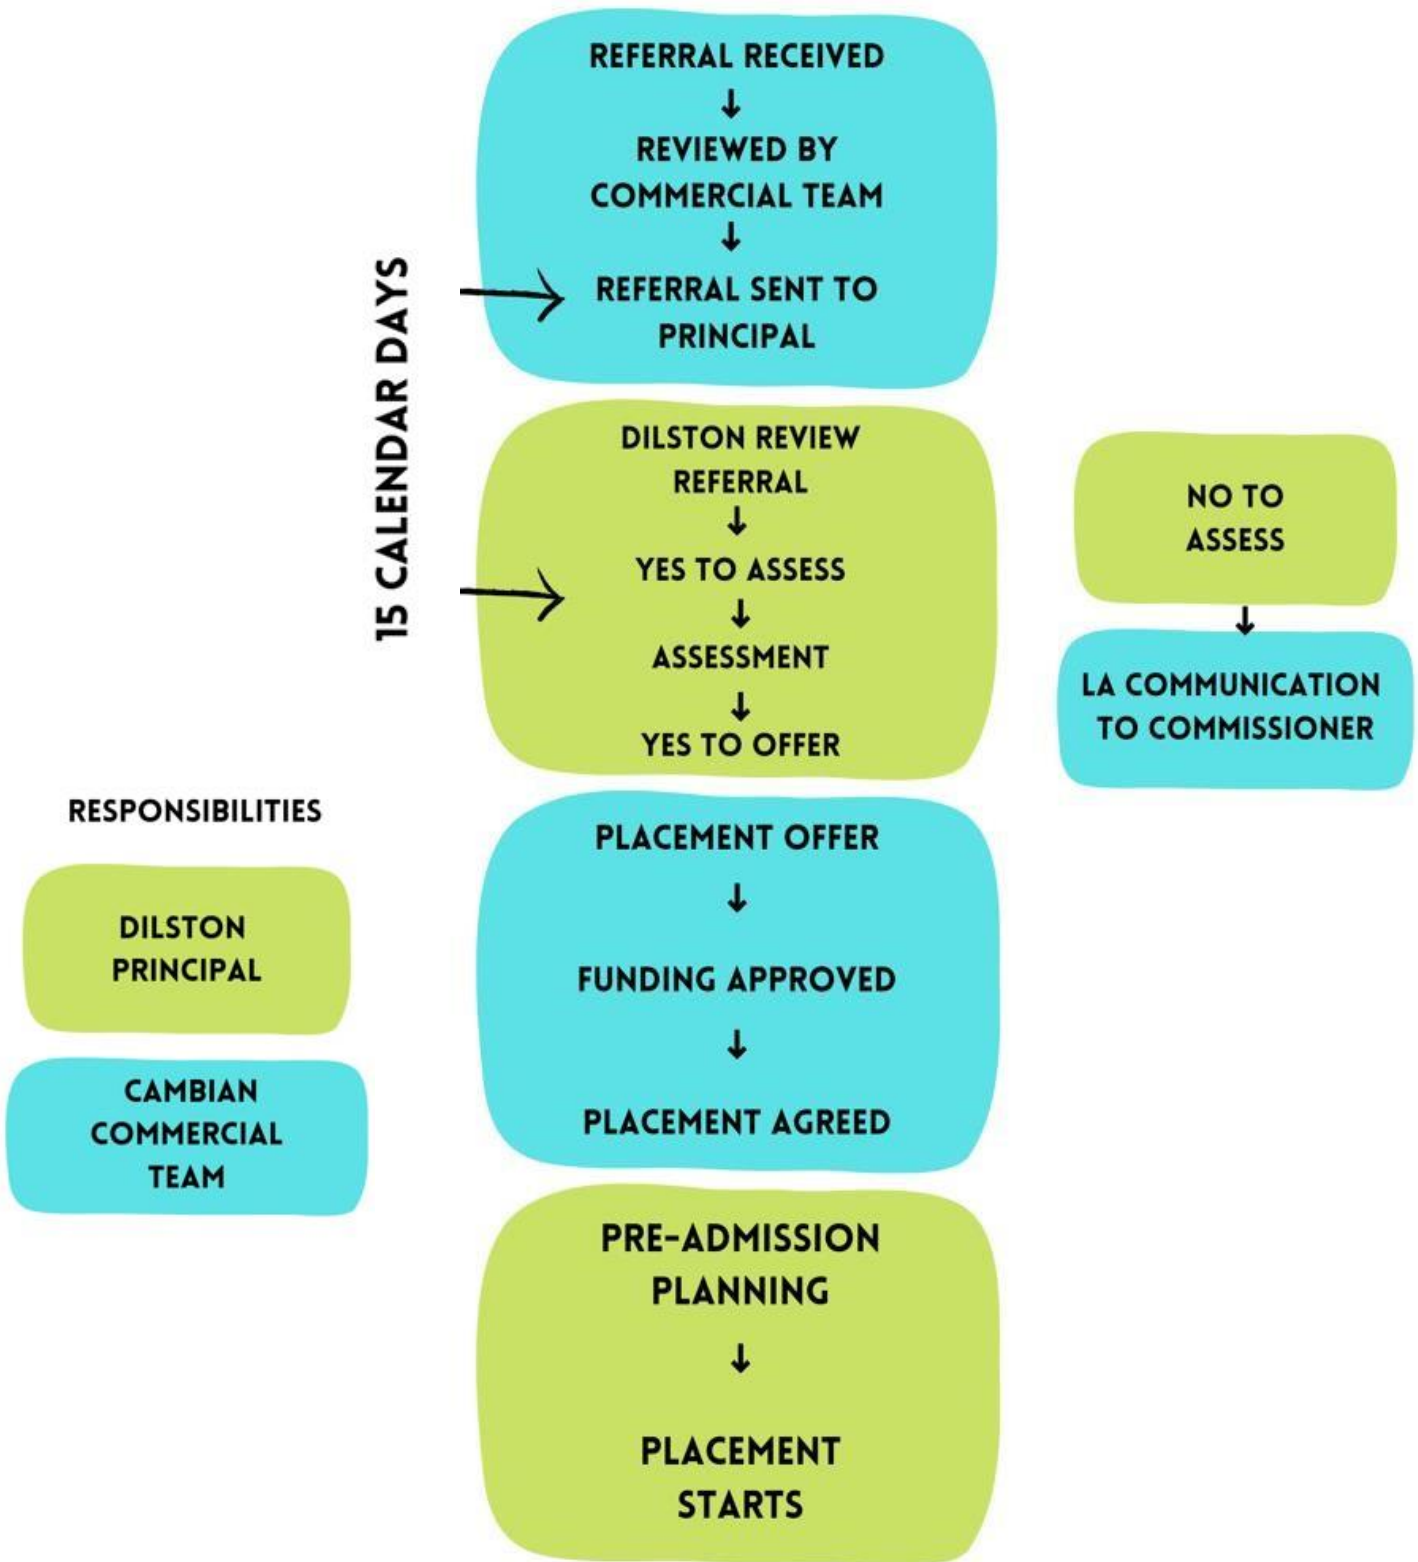 REFERRAL RECEIVED
↓
REVIEWED BY
COMMERCIAL TEAM
↓
REFERRAL SENT TO
PRINCIPAL
15 CALENDAR DAYS
DILSTON REVIEW
REFERRAL
↓
YES TO ASSESS
↓
ASSESSMENT
↓
YES TO OFFER
NO TO
ASSESS
↓
LA COMMUNICATION
TO COMMISSIONER
RESPONSIBILITIES
DILSTON
PRINCIPAL
CAMBIAN
COMMERCIAL
TEAM
PLACEMENT OFFER
↓
FUNDING APPROVED
↓
PLACEMENT AGREED
PRE-ADMISSION
PLANNING
↓
PLACEMENT
STARTS